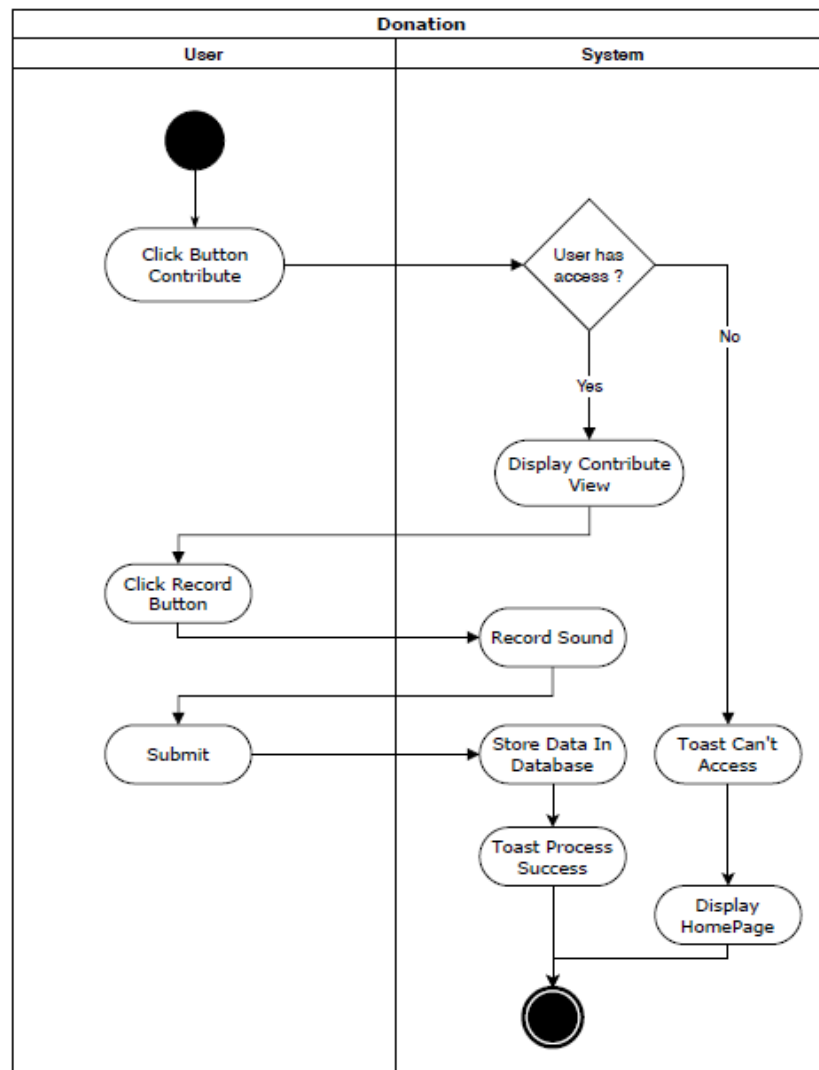 Donation
User
System
Click Button
Contribute
User has
access ?
No
Yes
Display Contribute
View
Click Record
Button
Record Sound
Submit
Store Data In
Database
Toast Can't
Access
Toast Process
Success
Display
HomePage